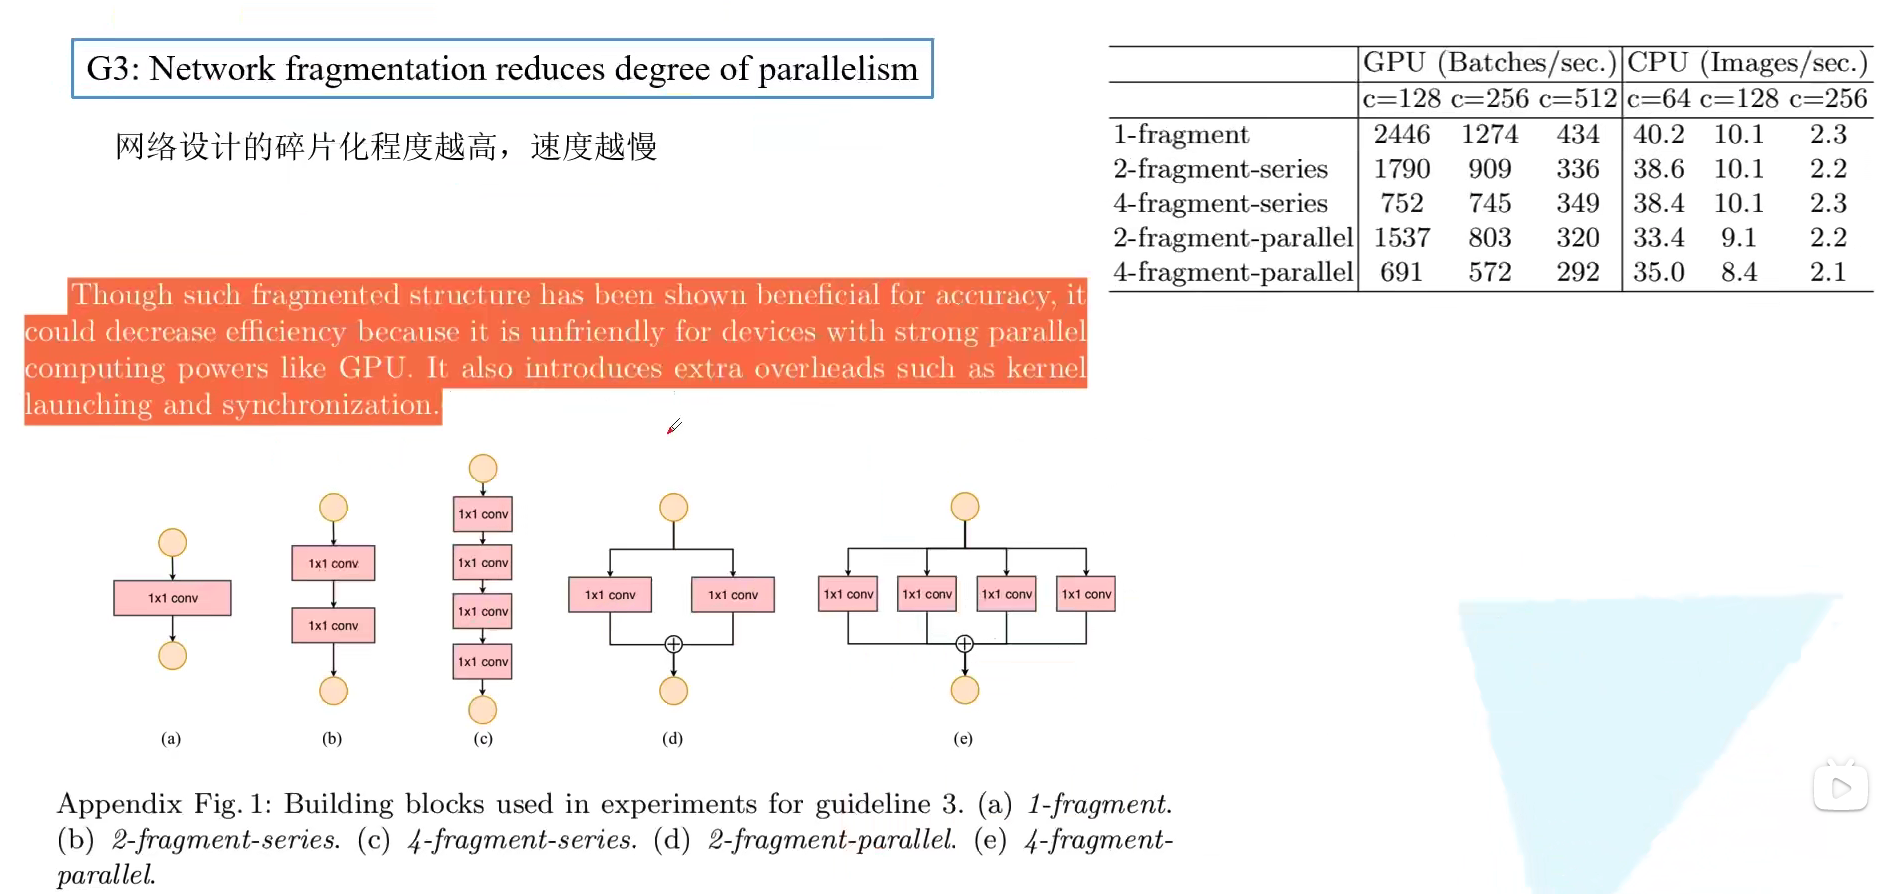 G3: Network fragmentation reduces degree of parallelism
网络设计的碎片化程度越高，速度越慢
GPU (Batches/sec.) CPU (Images/sec.)
c=128 c=256 c=512 c=64 c=128 c=256
1-fragment 2446 1274 434 40.2 10.1 2.3
2-fragment-series 1790 909 336 38.6 10.1 2.2
4-fragment-series 752 745 349 38.4 10.1 2.3
2-fragment-parallel 1537 803 320 33.4 9.1 2.2
4-fragment-parallel 691 572 292 35.0 8.4 2.1
Though such fragmented structure has been shown beneficial for accuracy, it
could decrease efficiency because it is unfriendly for devices with strong parallel
computing powers like GPU. It also introduces extra overheads such as kernel
launching and synchronization.
1x1 conv
(a)
1x1 conv
1x1 conv
(b)
1x1 conv
1x1 conv
1x1 conv
1x1 conv
(c)
1x1 conv 1x1 conv
(d)
1x1 conv 1x1 conv 1x1 conv 1x1 conv
(e)
Appendix Fig. 1: Building blocks used in experiments for guideline 3. (a) 1-fragment.
(b) 2-fragment-series. (c) 4-fragment-series. (d) 2-fragment-parallel. (e) 4-fragment-
parallel.